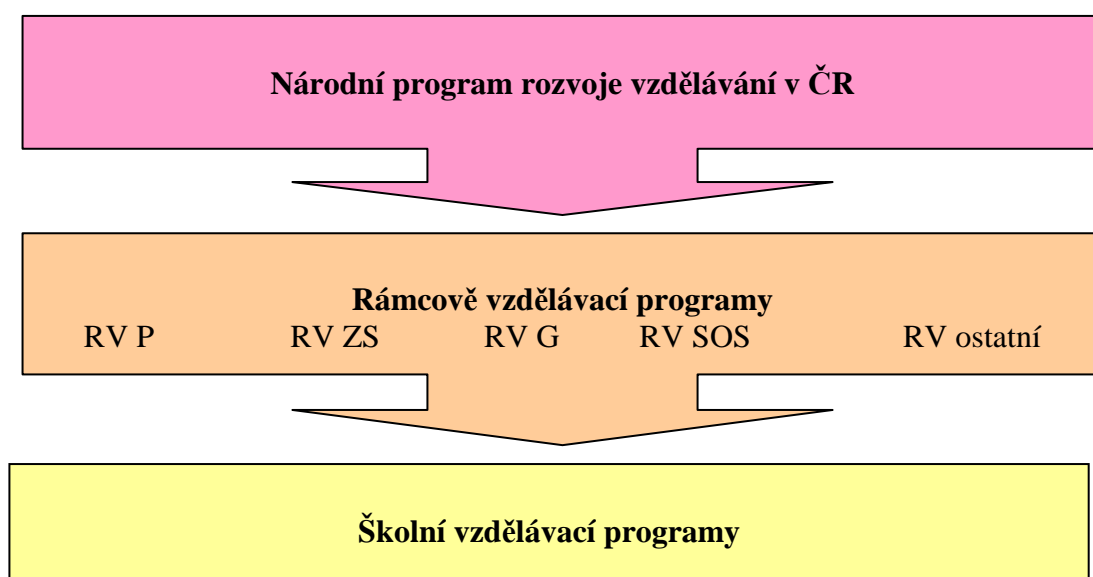 Národní program rozvoje vzdělávání v ČR
Rámcově vzdělávací programy
RV P RV ZS RV G RV SOS RV ostatní
Školní vzdělávací programy